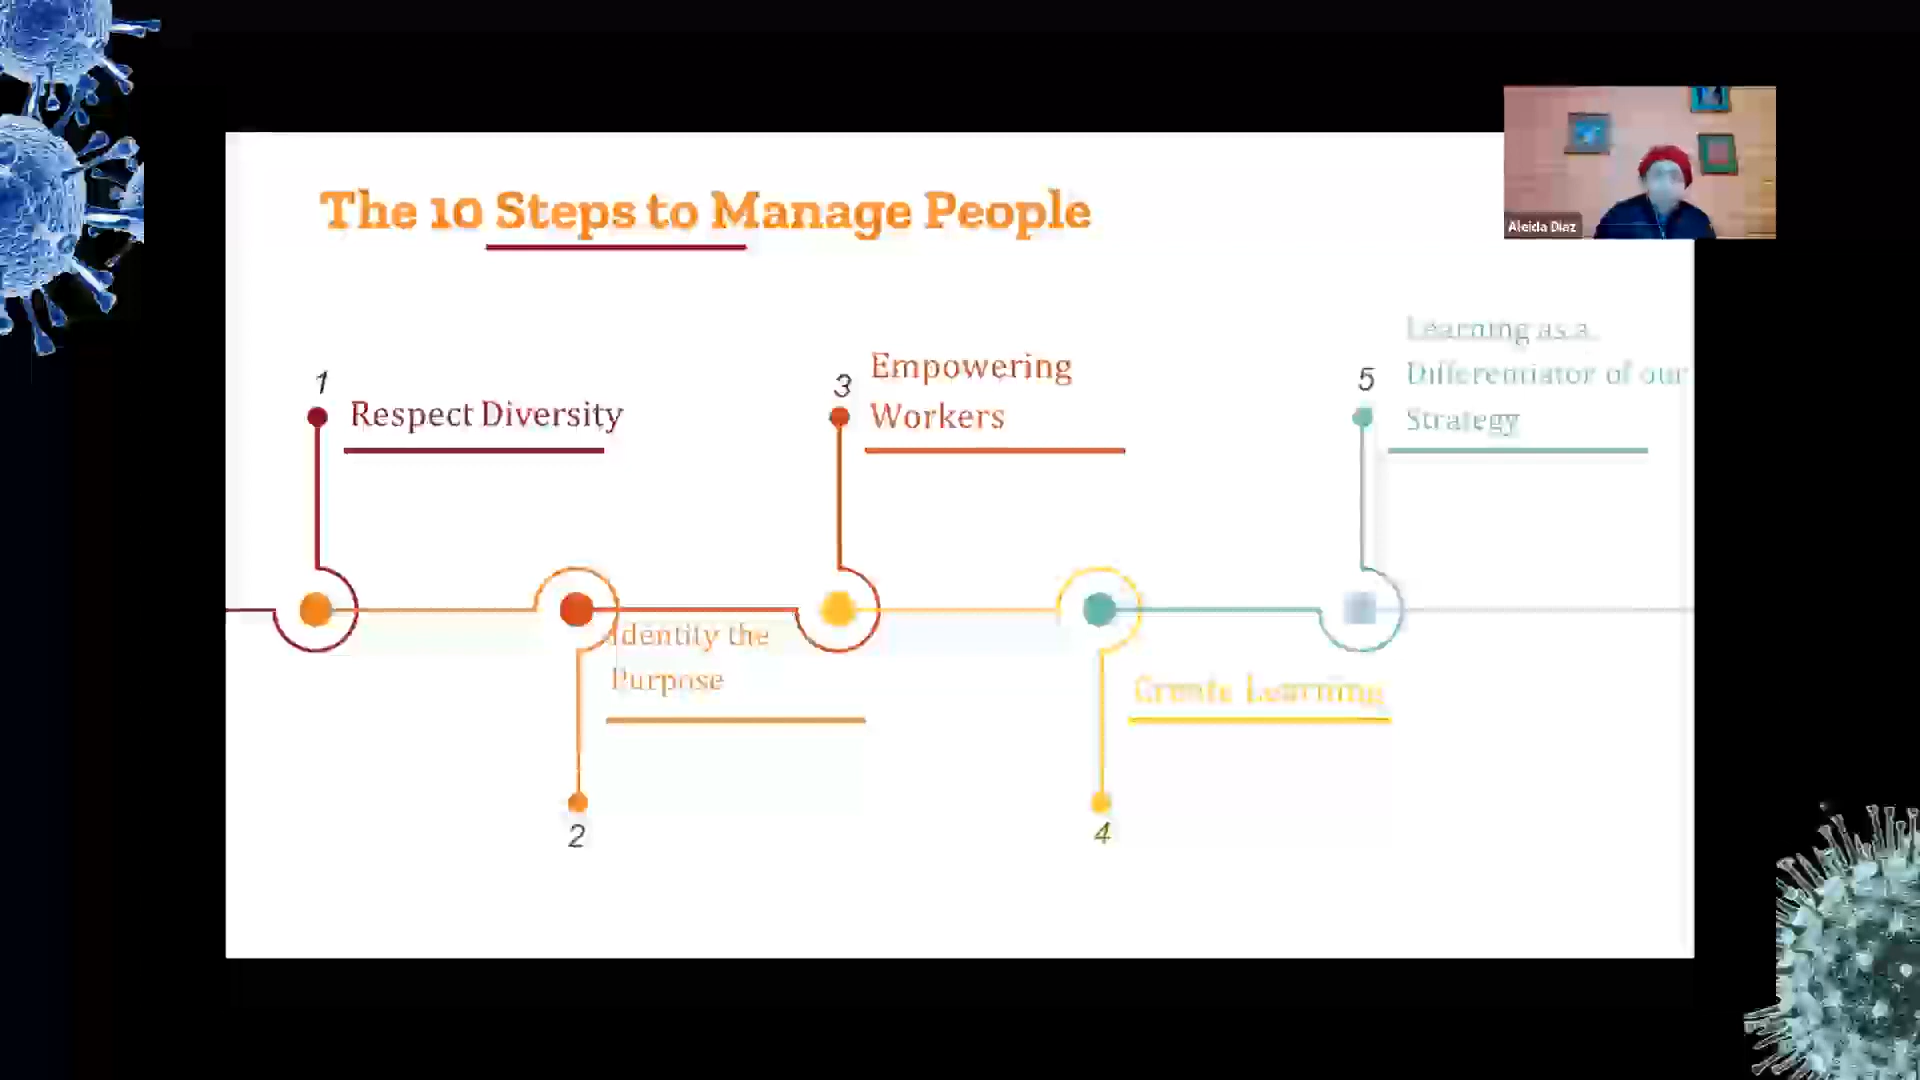 The 10 Steps to Manage People
Aleida Diaz
1
Respect Diversity
2
Identity the
Purpose
3
Empowering
Workers
4
Create Learning
5
Learning as a
Differentiator of our
Strategy